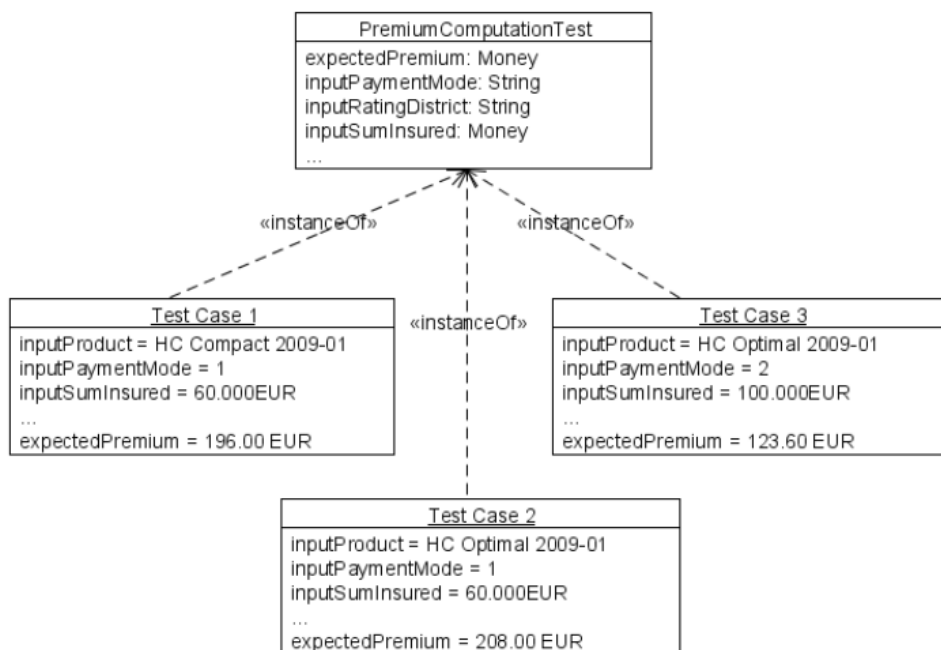 PremiumComputationTest
expectedPremium: Money
inputPaymentMode: String
inputRatingDistrict: String
inputSumInsured: Money
...
«instanceOf»
«instanceOf»
«instanceOf»
Test Case 1
inputProduct = HC Compact 2009-01
inputPaymentMode = 1
inputSumInsured = 60.000EUR
...
expectedPremium = 196.00 EUR
Test Case 3
inputProduct = HC Optimal 2009-01
inputPaymentMode = 2
inputSumInsured = 100.000EUR
...
expectedPremium = 123.60 EUR
Test Case 2
inputProduct = HC Optimal 2009-01
inputPaymentMode = 1
inputSumInsured = 60.000EUR
...
expectedPremium = 208.00 EUR